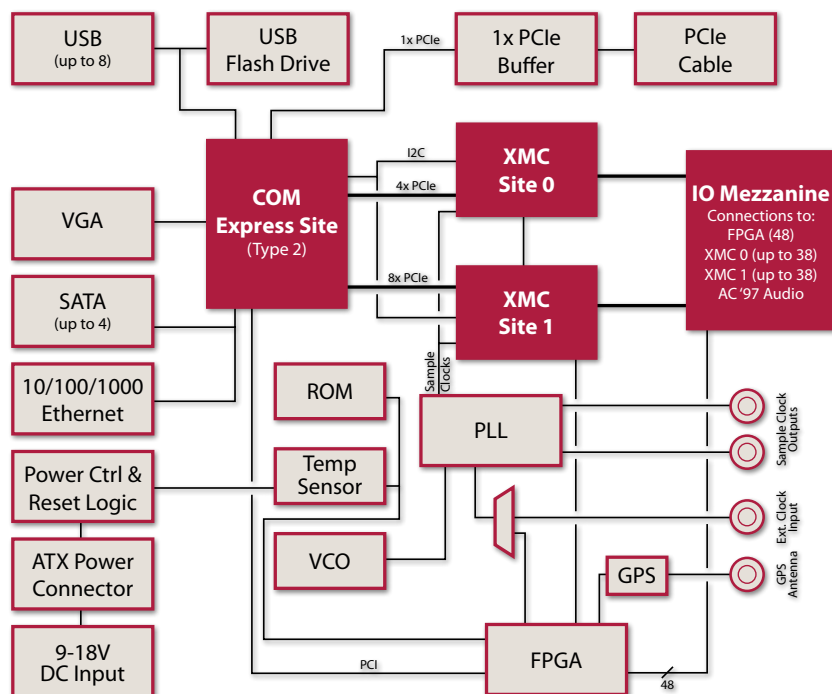 USB
(up to 8)
USB
Flash Drive
1x PCIe
1x PCIe
Buffer
PCIe
Cable
COM
Express Site
(Type 2)
I2C
4x PCIe
8x PCIe
XMC
Site 0
XMC
Site 1
IO Mezzanine
Connections to:
FPGA (48)
XMC 0 (up to 38)
XMC 1 (up to 38)
AC '97 Audio
VGA
SATA
(up to 4)
10/100/1000
Ethernet
ROM
Sample
Clocks
PLL
Sample Clock
Outputs
Power Ctrl &
Reset Logic
Temp
Sensor
Ext. Clock
Input
ATX Power
Connector
VCO
GPS
GPS
Antenna
9-18V
DC Input
PCI
FPGA
48